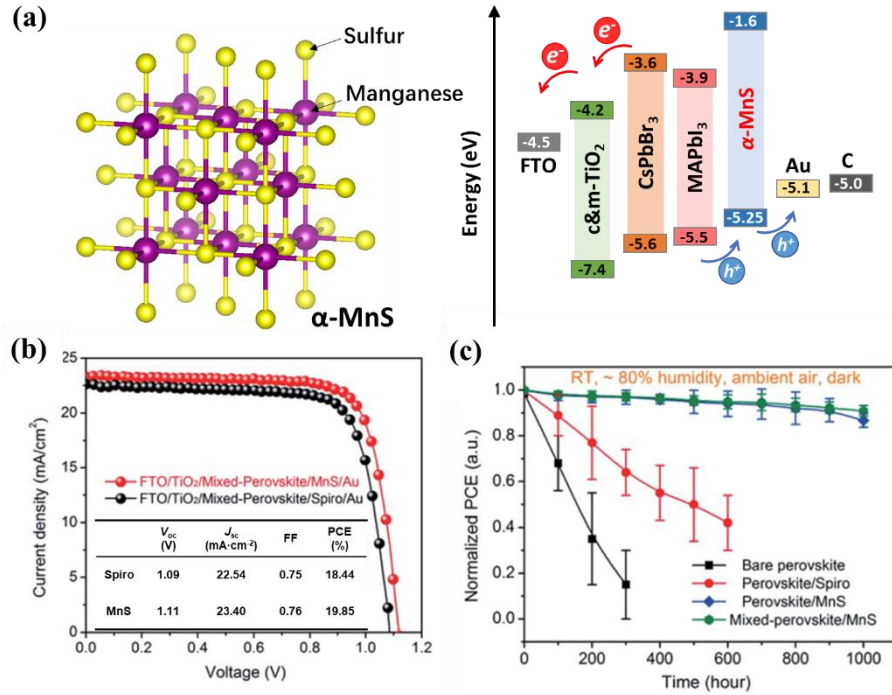 (a)
Sulfur
Manganese
α-MnS
Energy (eV)
e-
e-
-4.5
FTO
-4.2
c&m-TiO2
-7.4
-3.6
CsPbBr3
-5.6
-3.9
MAPbI3
-5.5
-1.6
α-MnS
-5.25
Au
-5.1
C
-5.0
h+
h+
(b)
Current density (mA/cm2)
25
20
15
10
5
0
FTO/TiO2/Mixed-Perovskite/MnS/Au
FTO/TiO2/Mixed-Perovskite/Spiro/Au
Voc (V) Jsc (mA·cm-2) FF PCE (%)
Spiro 1.09 22.54 0.75 18.44
MnS 1.11 23.40 0.76 19.85
0.0 0.2 0.4 0.6 0.8 1.0 1.2
Voltage (V)
(c)
RT, ~ 80% humidity, ambient air, dark
Normalized PCE (a.u.)
1.0
0.8
0.6
0.4
0.2
0.0
Bare perovskite
Perovskite/Spiro
Perovskite/MnS
Mixed-perovskite/MnS
0 200 400 600 800 1000
Time (hour)